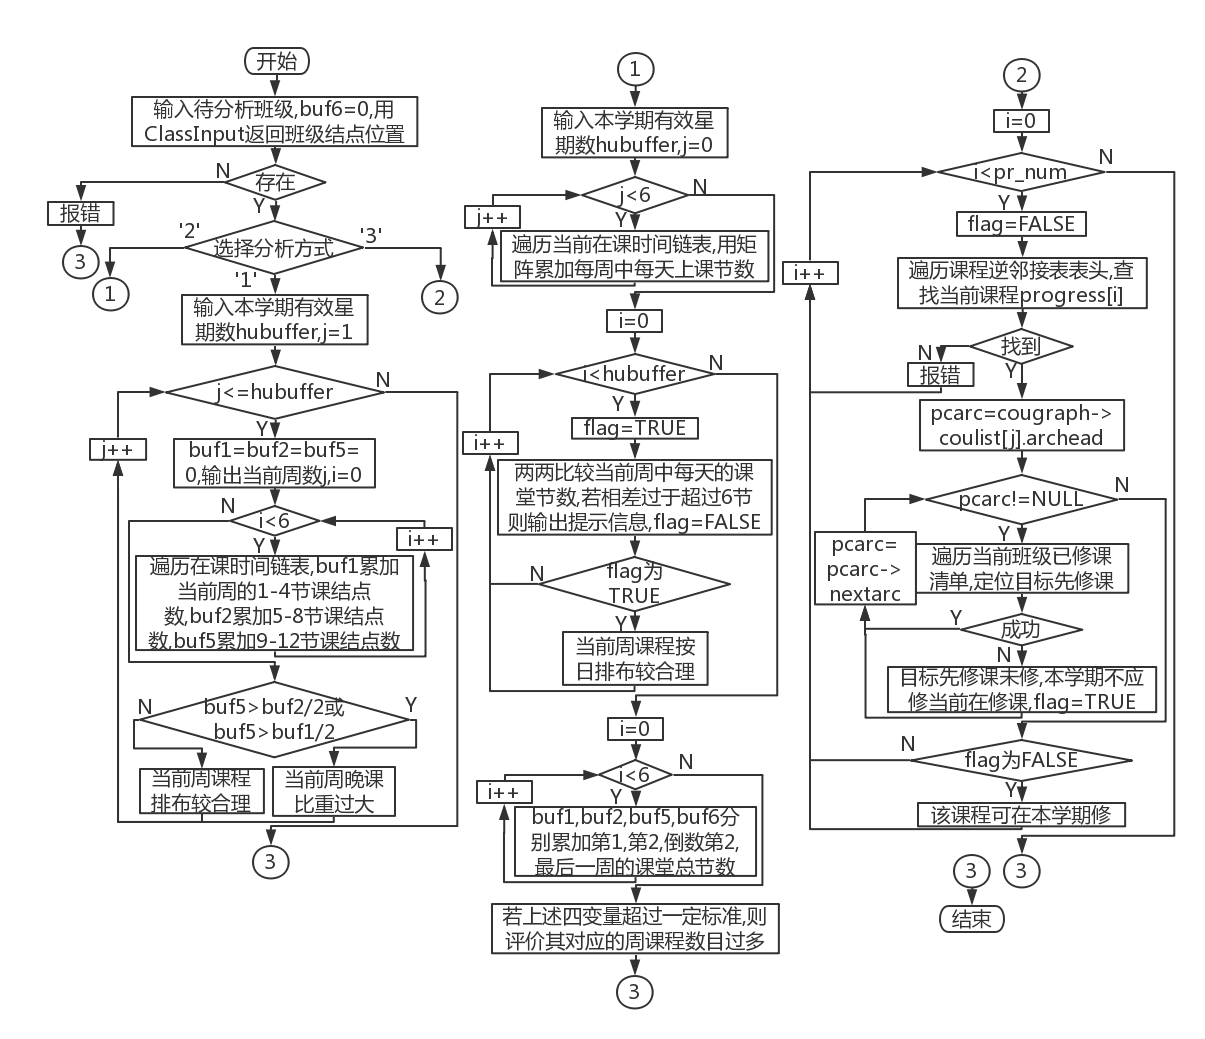 开始
输入待分析班级,buf6=0,用
ClassInput返回班级结点位置
N
存在
Y
报错
3
'2'
选择分析方式
'3'
'1'
1
2
输入本学期有效星
期数hubuffer,j=1
j<=hubuffer
N
Y
j++
buf1=buf2=buf5=
0,输出当前周数j,i=0
N
i<6
Y
i++
遍历在课时间链表,buf1累加
当前周的1-4节课结点
数,buf2累加5-8节课结点
数,buf5累加9-12节课结点数
N
buf5>buf2/2或
buf5>buf1/2
Y
当前周课程
排布较合理
当前周晚课
比重过大
3
1
输入本学期有效星
期数hubuffer,j=0
j<6
N
Y
j++
遍历当前在课时间链表,用矩
阵累加每周中每天上课节数
i=0
i<hubuffer
N
Y
flag=TRUE
i++
两两比较当前周中每天的课
堂节数,若相差过于超过6节
则输出提示信息,flag=FALSE
N
flag为
TRUE
Y
当前周课程按
日排布较合理
i=0
i<6
N
Y
i++
buf1,buf2,buf5,buf6分
别累加第1,第2,倒数第2,
最后一周的课堂总节数
若上述四变量超过一定标准,则
评价其对应的周课程数目过多
3
2
i=0
i<pr_num
N
Y
flag=FALSE
i++
遍历课程逆邻接表表头,查
找当前课程progress[i]
找到
N
Y
报错
pcarc=cougraph->
coulist[j].archead
pcarc!=NULL
N
Y
pcarc=
pcarc->
nextarc
遍历当前班级已修课
清单,定位目标先修课
Y
成功
N
目标先修课未修,本学期不应
修当前在修课,flag=TRUE
N
flag为FALSE
Y
该课程可在本学期修
3
3
结束